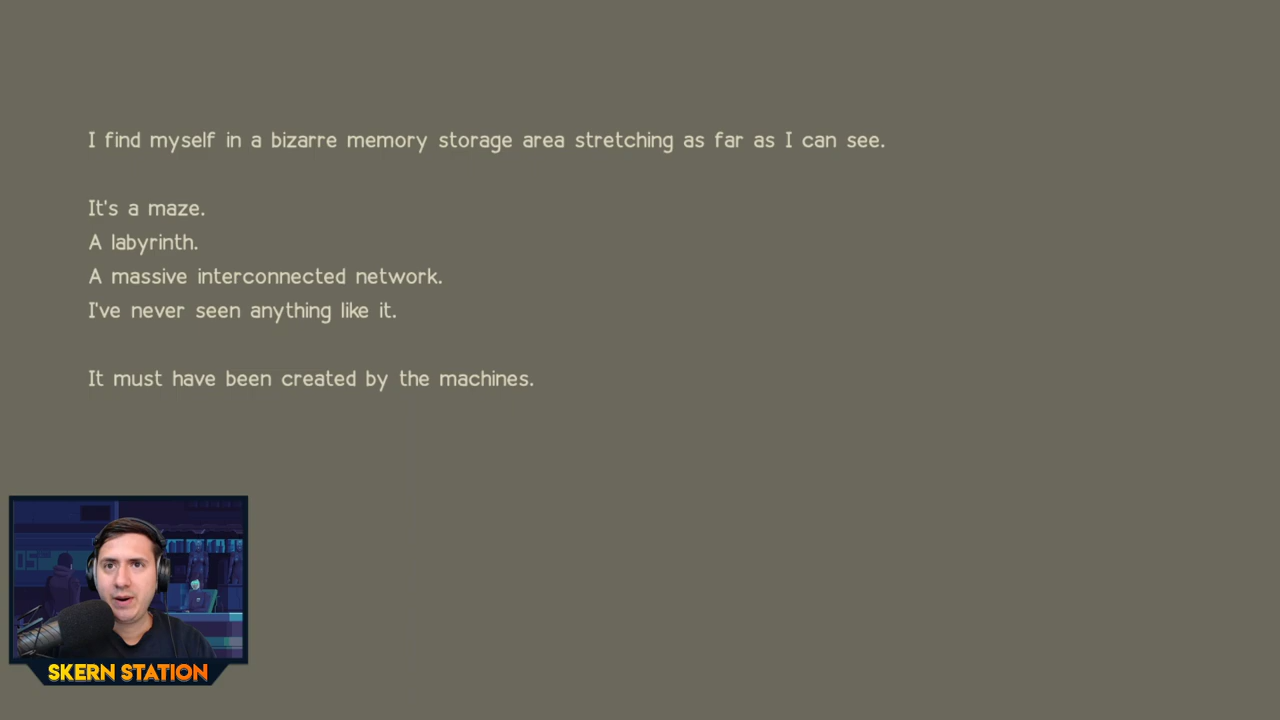 I find myself in a bizarre memory storage area stretching as far as I can see.
It's a maze.
A labyrinth.
A massive interconnected network.
I've never seen anything like it.
It must have been created by the machines.
05
SKERN STATION